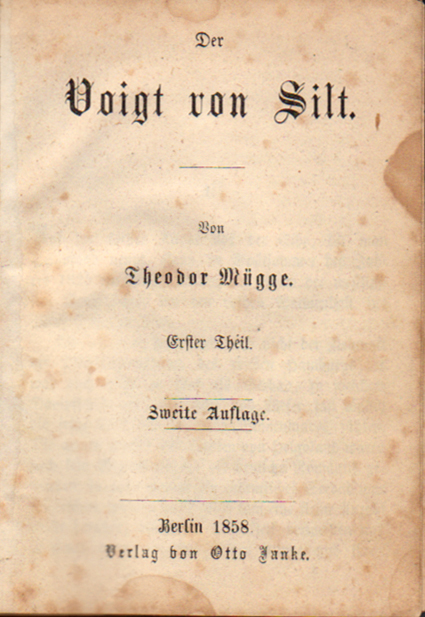 Der
Voigt von Silt.
Von
Theodor Mügge.
Erster Theil.
Zweite Auflage.
Berlin 1858
Verlag von Otto Janke.